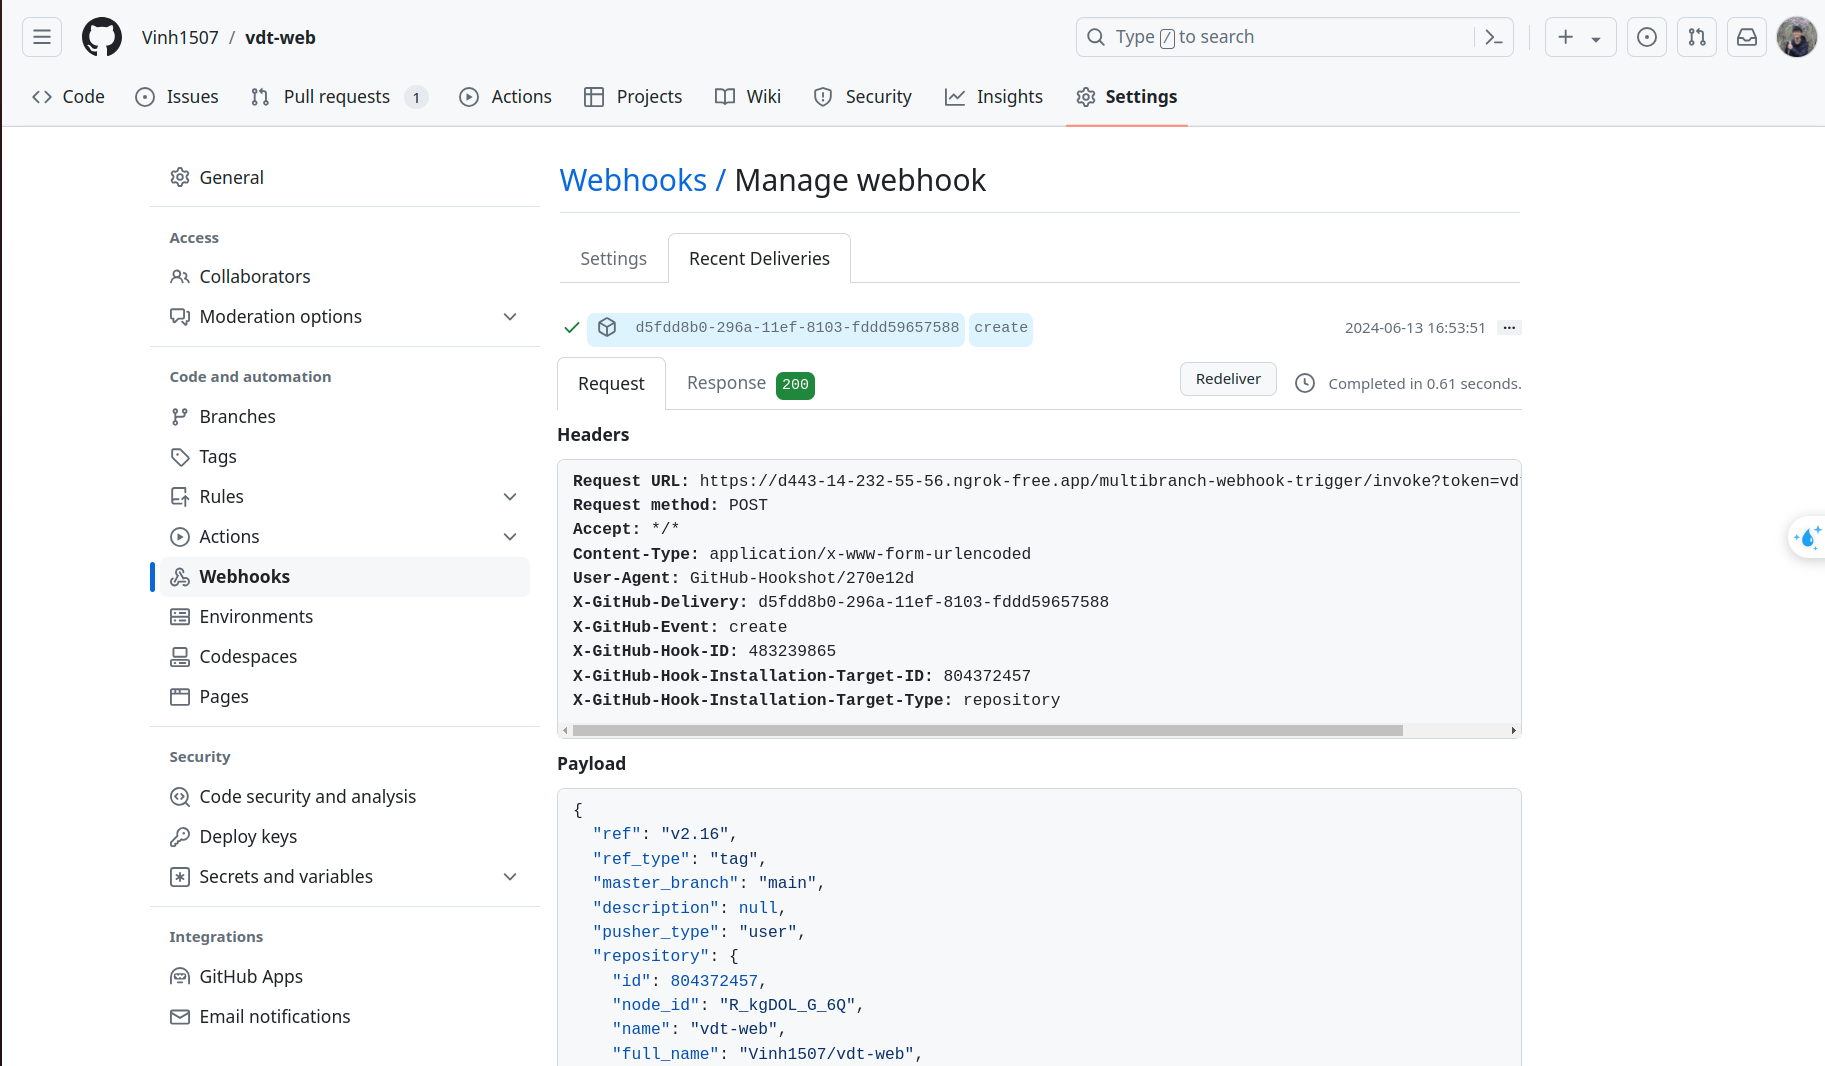 Vinh1507 / vdt-web
Type / to search
Code
Issues
Pull requests 1
Actions
Projects
Wiki
Security
Insights
Settings
General
Access
Collaborators
Moderation options
Code and automation
Branches
Tags
Rules
Actions
Webhooks
Environments
Codespaces
Pages
Security
Code security and analysis
Deploy keys
Secrets and variables
Integrations
GitHub Apps
Email notifications
Webhooks / Manage webhook
Settings
Recent Deliveries
d5fdd8b0-296a-11ef-8103-fddd59657588 create
2024-06-13 16:53:51
Request
Response 200
Redeliver
Completed in 0.61 seconds.
Headers
Request URL: https://d443-14-232-55-56.ngrok-free.app/multibranch-webhook-trigger/invoke?token=vd
Request method: POST
Accept: */*
Content-Type: application/x-www-form-urlencoded
User-Agent: GitHub-Hookshot/270e12d
X-GitHub-Delivery: d5fdd8b0-296a-11ef-8103-fddd59657588
X-GitHub-Event: create
X-GitHub-Hook-ID: 483239865
X-GitHub-Hook-Installation-Target-ID: 804372457
X-GitHub-Hook-Installation-Target-Type: repository
Payload
{
"ref": "v2.16",
"ref_type": "tag",
"master_branch": "main",
"description": null,
"pusher_type": "user",
"repository": {
"id": 804372457,
"node_id": "R_kgDOL_G_6Q",
"name": "vdt-web",
"full_name": "Vinh1507/vdt-web",